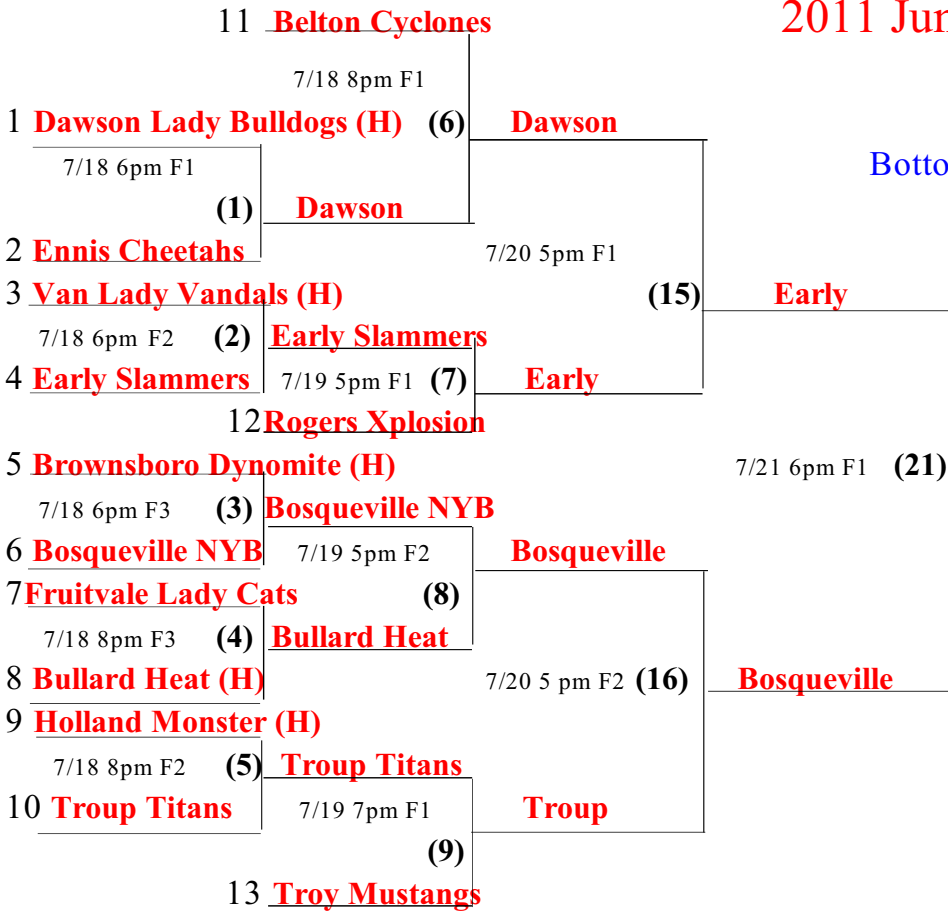 11 Belton Cyclones
2011 Jun
7/18 8pm F1
1 Dawson Lady Bulldogs (H) (6) Dawson
7/18 6pm F1
Botto
(1) Dawson
2 Ennis Cheetahs
7/20 5pm F1
3 Van Lady Vandals (H)
(15) Early
7/18 6pm F2 (2) Early Slammers
4 Early Slammers 7/19 5pm F1 (7) Early
12 Rogers Xplosion
5 Brownsboro Dynomite (H)
7/21 6pm F1 (21)
7/18 6pm F3 (3) Bosqueville NYB
6 Bosqueville NYB 7/19 5pm F2 Bosqueville
7 Fruitvale Lady Cats (8)
7/18 8pm F3 (4) Bullard Heat
8 Bullard Heat (H) 7/20 5 pm F2 (16) Bosqueville
9 Holland Monster (H)
7/18 8pm F2 (5) Troup Titans
10 Troup Titans 7/19 7pm F1 Troup
(9)
13 Troy Mustangs